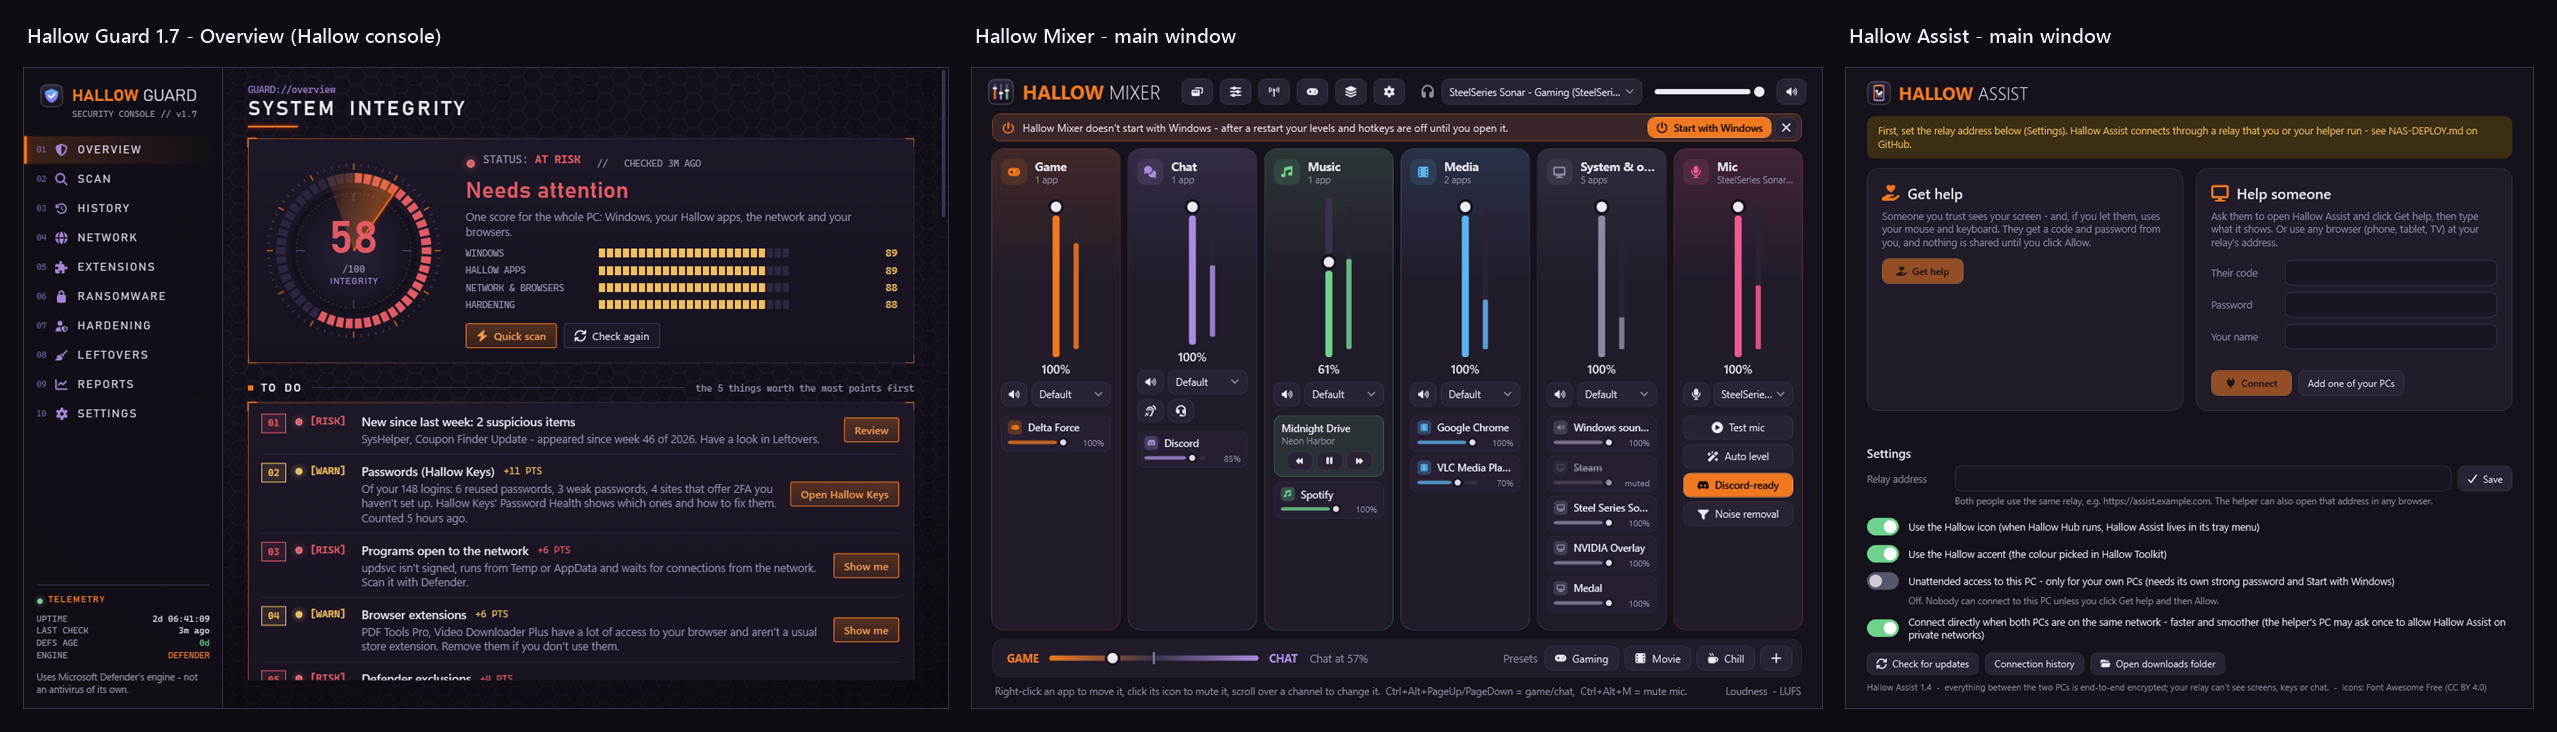 Hallow Guard 1.7 - Overview (Hallow console)
HALLOW GUARD
SECURITY CONSOLE // v1.7
01 OVERVIEW
02 SCAN
03 HISTORY
04 NETWORK
05 EXTENSIONS
06 RANSOMWARE
07 HARDENING
08 LEFTOVERS
09 REPORTS
10 SETTINGS
TELEMETRY
UPTIME 2d 06:41:09
LAST CHECK 3m ago
DEFS AGE 0d
ENGINE DEFENDER
Uses Microsoft Defender's engine - not
an antivirus of its own.
GUARD://overview
SYSTEM INTEGRITY
58
/100
INTEGRITY
STATUS: AT RISK // CHECKED 3M AGO
Needs attention
One score for the whole PC: Windows, your Hallow apps, the network and your
browsers.
WINDOWS 89
HALLOW APPS 89
NETWORK & BROWSERS 88
HARDENING 88
Quick scan
Check again
TO DO
the 5 things worth the most points first
01 [RISK] New since last week: 2 suspicious items
SysHelper, Coupon Finder Update - appeared since week 46 of 2026. Have a look in Leftovers.
Review
02 [WARN] Passwords (Hallow Keys) +11 PTS
Of your 148 logins: 6 reused passwords, 3 weak passwords, 4 sites that offer 2FA you
haven't set up. Hallow Keys' Password Health shows which ones and how to fix them.
Counted 5 hours ago.
Open Hallow Keys
03 [RISK] Programs open to the network +6 PTS
updsvc isn't signed, runs from Temp or AppData and waits for connections from the network.
Scan it with Defender.
Show me
04 [WARN] Browser extensions +6 PTS
PDF Tools Pro, Video Downloader Plus have a lot of access to your browser and aren't a usual
store extension. Remove them if you don't use them.
Show me
05 [RISK] Defender exclusions +4 PTS
Hallow Mixer - main window
HALLOW MIXER
SteelSeries Sonar - Gaming (SteelSeri...
Hallow Mixer doesn't start with Windows - after a restart your levels and hotkeys are off until you open it.
Start with Windows
Game
1 app
100%
Default
Delta Force
100%
Chat
1 app
100%
Default
Discord
85%
Music
1 app
61%
Default
Midnight Drive
Neon Harbor
Spotify
100%
Media
2 apps
100%
Default
Google Chrome
100%
VLC Media Pla...
70%
System & o...
5 apps
100%
Default
Windows soun...
100%
Steam
muted
Steel Series So...
100%
NVIDIA Overlay
100%
Medal
100%
Mic
SteelSeries Sonar...
100%
SteelSerie...
Test mic
Auto level
Discord-ready
Noise removal
GAME
CHAT
Chat at 57%
Presets
Gaming
Movie
Chill
Right-click an app to move it, click its icon to mute it, scroll over a channel to change it. Ctrl+Alt+PageUp/PageDown = game/chat, Ctrl+Alt+M = mute mic.
Loudness - LUFS
Hallow Assist - main window
HALLOW ASSIST
First, set the relay address below (Settings). Hallow Assist connects through a relay that you or your helper run - see NAS-DEPLOY.md on
GitHub.
Get help
Someone you trust sees your screen - and, if you let them, uses
your mouse and keyboard. They get a code and password from
you, and nothing is shared until you click Allow.
Get help
Help someone
Ask them to open Hallow Assist and click Get help, then type
what it shows. Or use any browser (phone, tablet, TV) at your
relay's address.
Their code
Password
Your name
Connect
Add one of your PCs
Settings
Relay address
Save
Both people use the same relay, e.g. https://assist.example.com. The helper can also open that address in any browser.
Use the Hallow icon (when Hallow Hub runs, Hallow Assist lives in its tray menu)
Use the Hallow accent (the colour picked in Hallow Toolkit)
Unattended access to this PC - only for your own PCs (needs its own strong password and Start with Windows)
Off. Nobody can connect to this PC unless you click Get help and then Allow.
Connect directly when both PCs are on the same network - faster and smoother (the helper's PC may ask once to allow Hallow Assist on
private networks)
Check for updates
Connection history
Open downloads folder
Hallow Assist 1.4 - everything between the two PCs is end-to-end encrypted; your relay can't see screens, keys or chat. - icons: Font Awesome Free (CC BY 4.0)